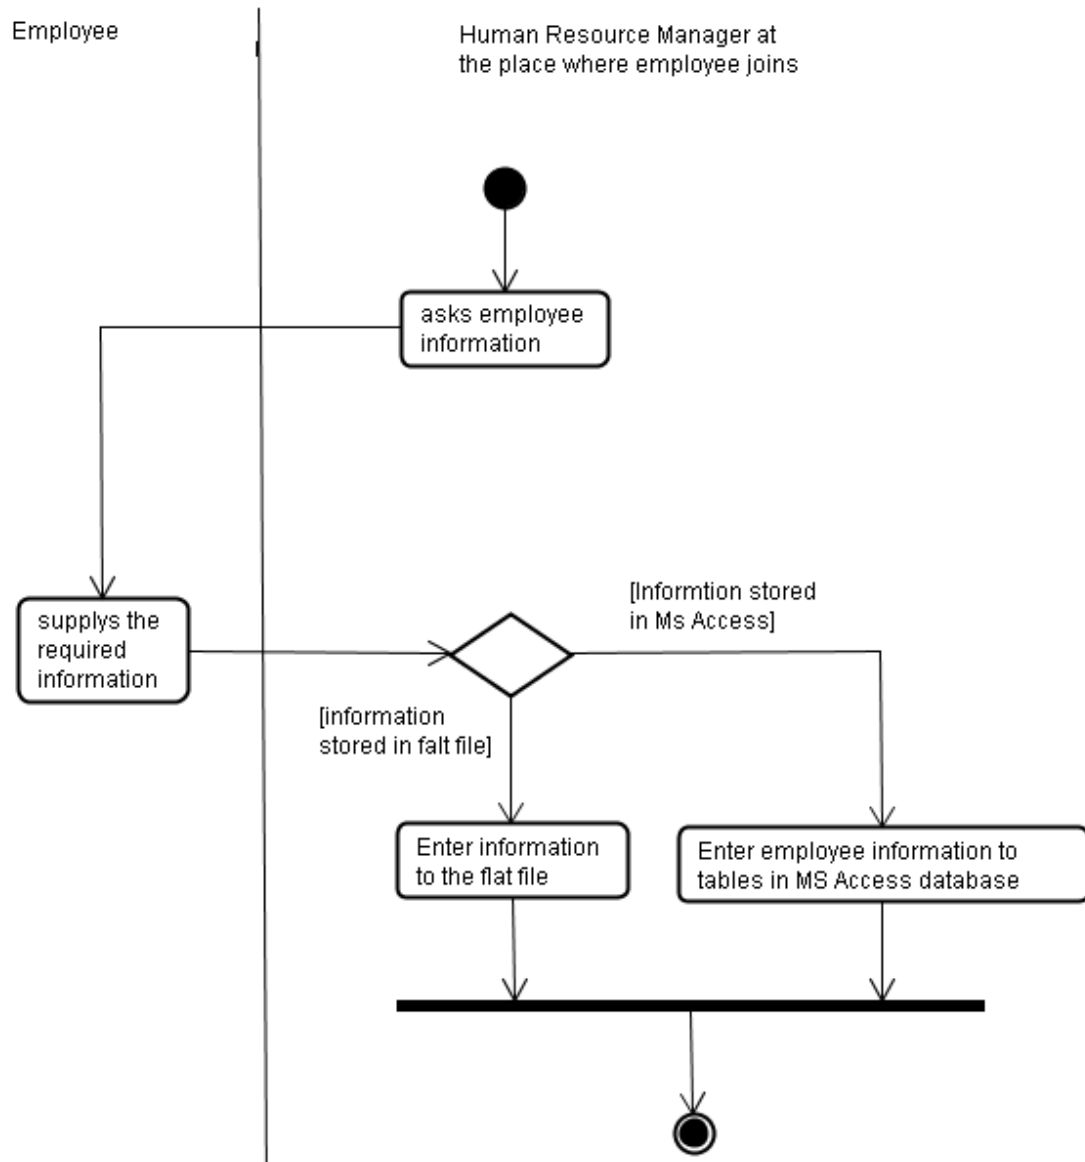 Employee
Human Resource Manager at
the place where employee joins
asks employee
information
supplys the
required
information
[Informtion stored
in Ms Access]
[information
stored in falt file]
Enter information
to the flat file
Enter employee information to
tables in MS Access database